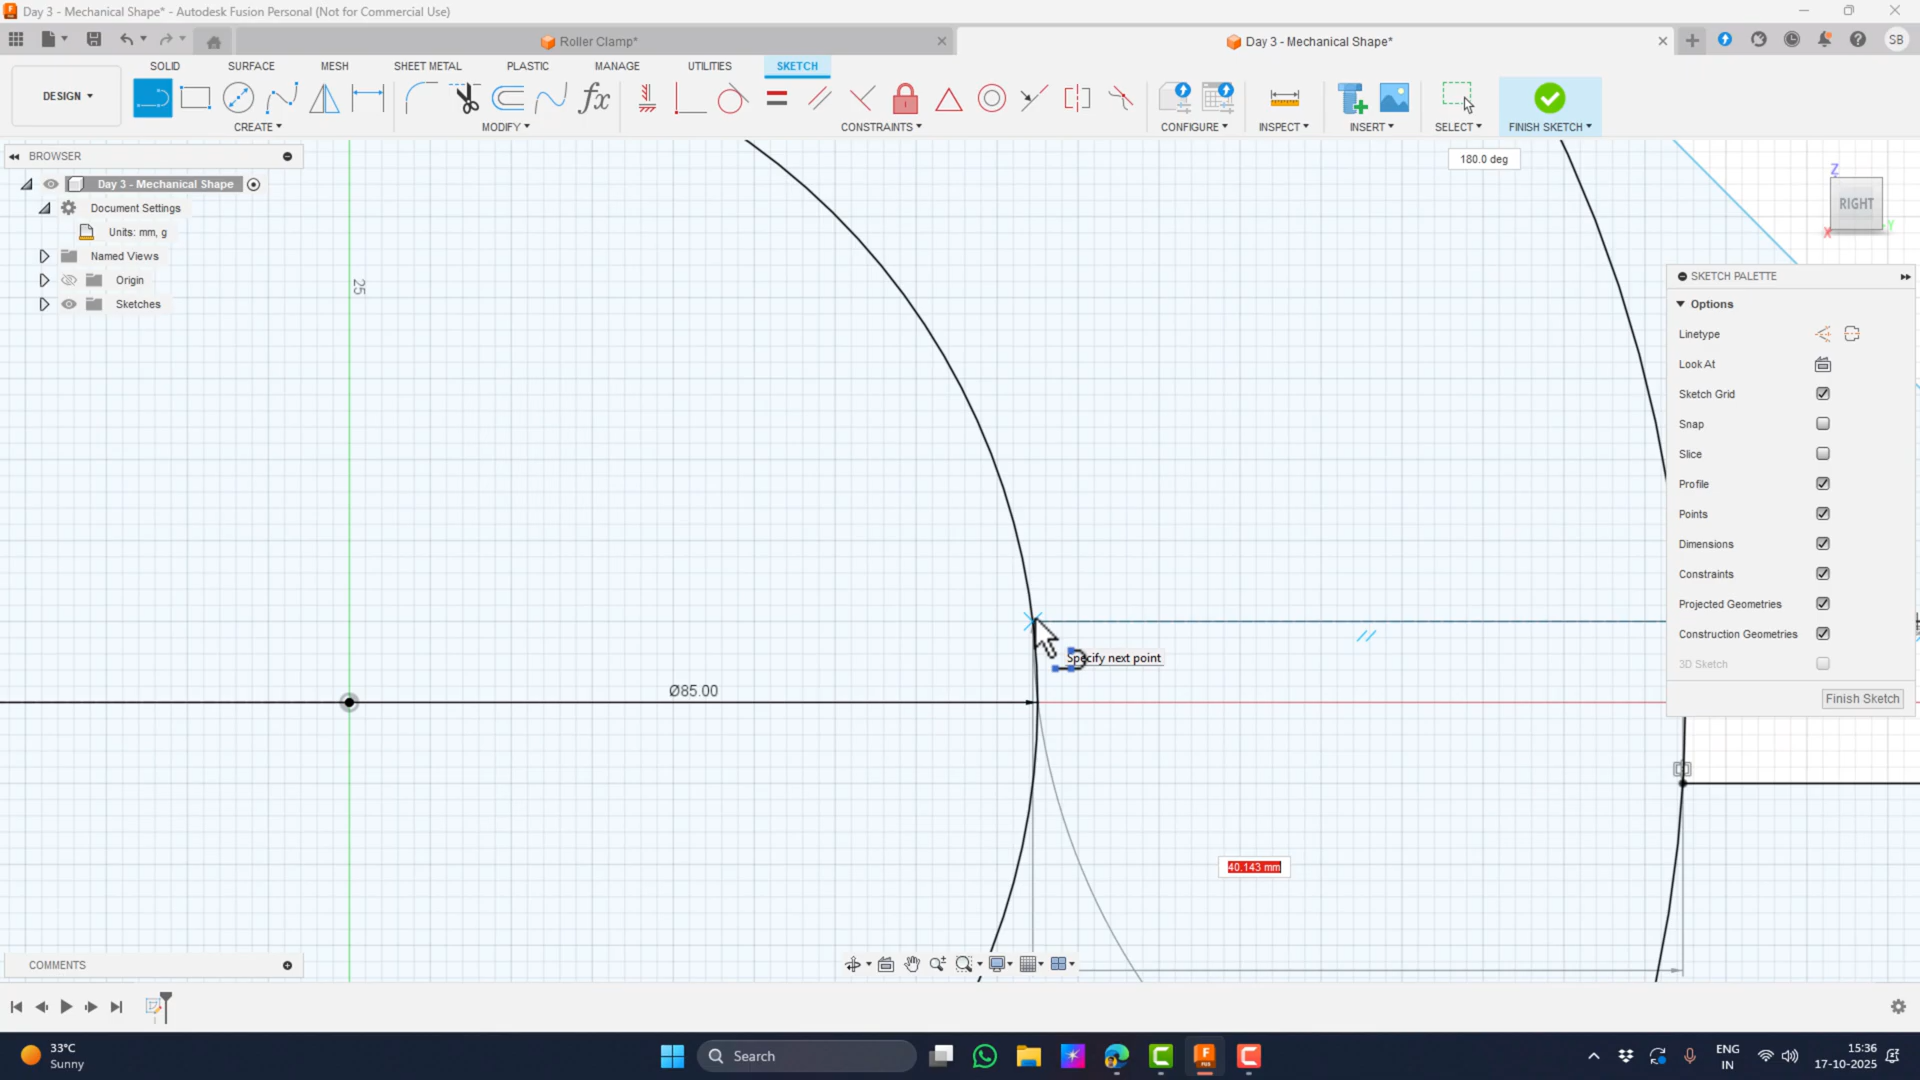 Day 3 - Mechanical Shape* - Autodesk Fusion Personal (Not for Commercial Use)
Roller Clamp*
Day 3 - Mechanical Shape*
SB
SOLID
SURFACE
MESH
SHEET METAL
PLASTIC
MANAGE
UTILITIES
SKETCH
DESIGN
CREATE
MODIFY
CONSTRAINTS
CONFIGURE
INSPECT
INSERT
SELECT
FINISH SKETCH
BROWSER
Day 3 - Mechanical Shape
Document Settings
Units: mm, g
Named Views
Origin
Sketches
25
180.0 deg
Z
RIGHT
X
Y
SKETCH PALETTE
Options
Linetype
Look At
Sketch Grid
Snap
Slice
Profile
Points
Dimensions
Constraints
Projected Geometries
Construction Geometries
3D Sketch
Finish Sketch
Specify next point
Ø85.00
40.143 mm
COMMENTS
33°C
Sunny
Search
ENG
IN
15:36
17-10-2025